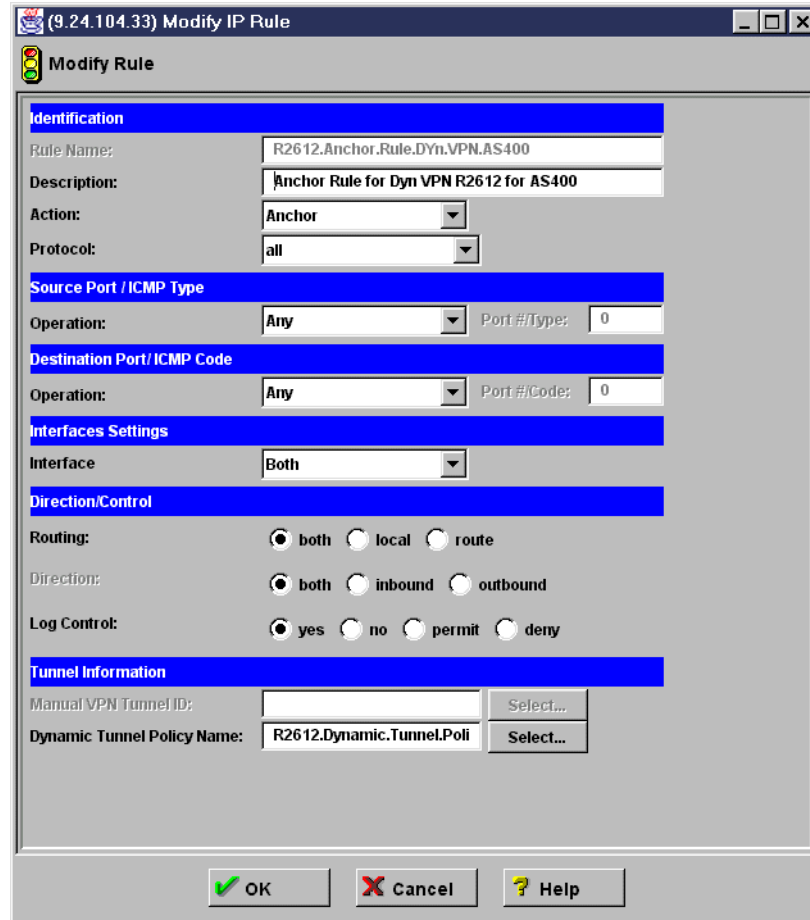 (9.24.104.33) Modify IP Rule
Modify Rule
Identification
Rule Name: R2612.Anchor.Rule.DYn.VPN.AS400
Description: Anchor Rule for Dyn VPN R2612 for AS400
Action: Anchor
Protocol: all
Source Port / ICMP Type
Operation: Any Port #/Type: 0
Destination Port/ ICMP Code
Operation: Any Port #/Code: 0
Interfaces Settings
Interface Both
Direction/Control
Routing: both local route
Direction: both inbound outbound
Log Control: yes no permit deny
Tunnel Information
Manual VPN Tunnel ID: Select...
Dynamic Tunnel Policy Name: R2612.Dynamic.Tunnel.Poli Select...
OK Cancel Help